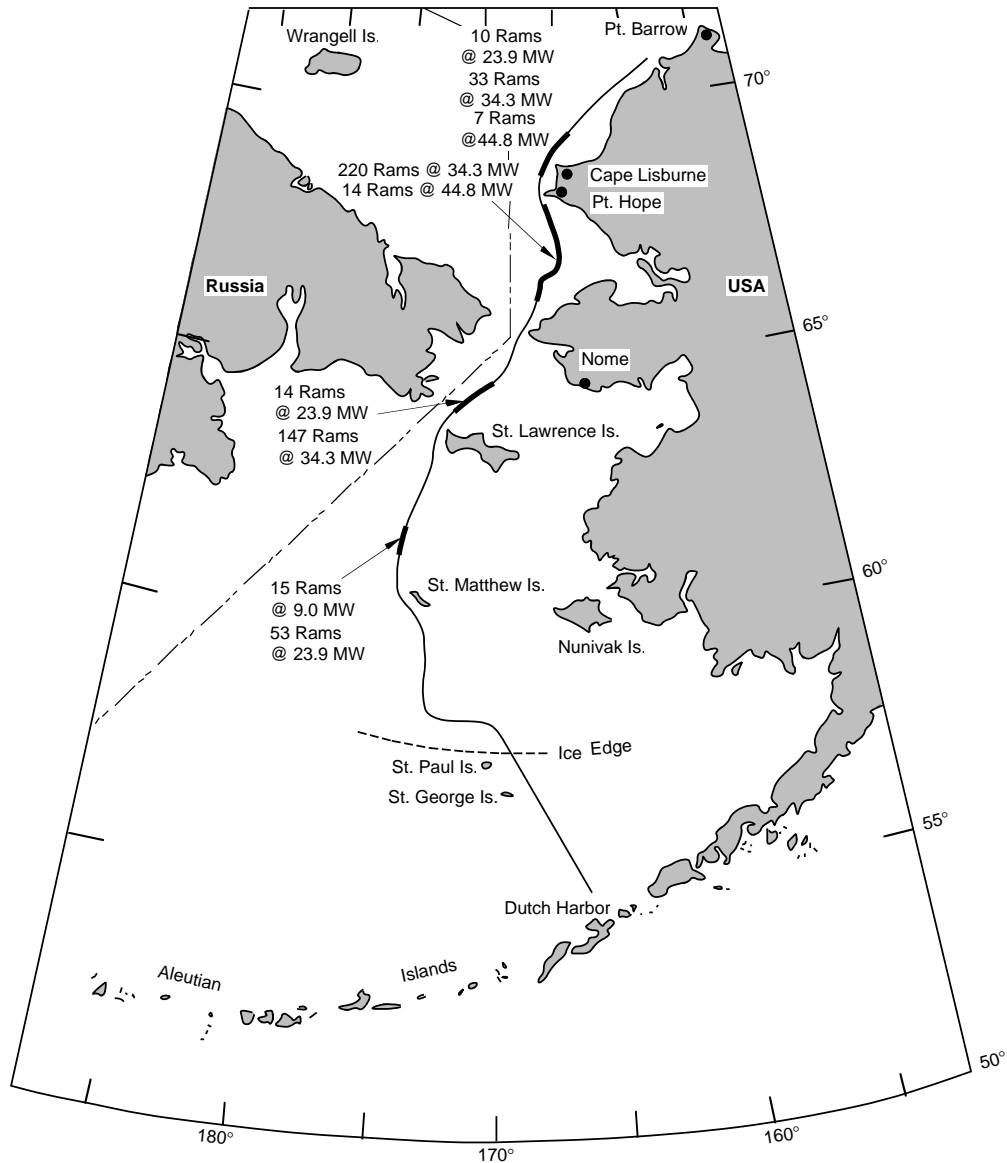 Wrangell Is.
10 Rams
@ 23.9 MW
33 Rams
@ 34.3 MW
7 Rams
@44.8 MW
Pt. Barrow
70°
220 Rams @ 34.3 MW
14 Rams @ 44.8 MW
Cape Lisburne
Pt. Hope
Russia
USA
65°
Nome
14 Rams
@ 23.9 MW
147 Rams
@ 34.3 MW
St. Lawrence Is.
60°
15 Rams
@ 9.0 MW
53 Rams
@ 23.9 MW
St. Matthew Is.
Nunivak Is.
Ice Edge
St. Paul Is.
St. George Is.
55°
Dutch Harbor
Aleutian Islands
50°
180°
170°
160°